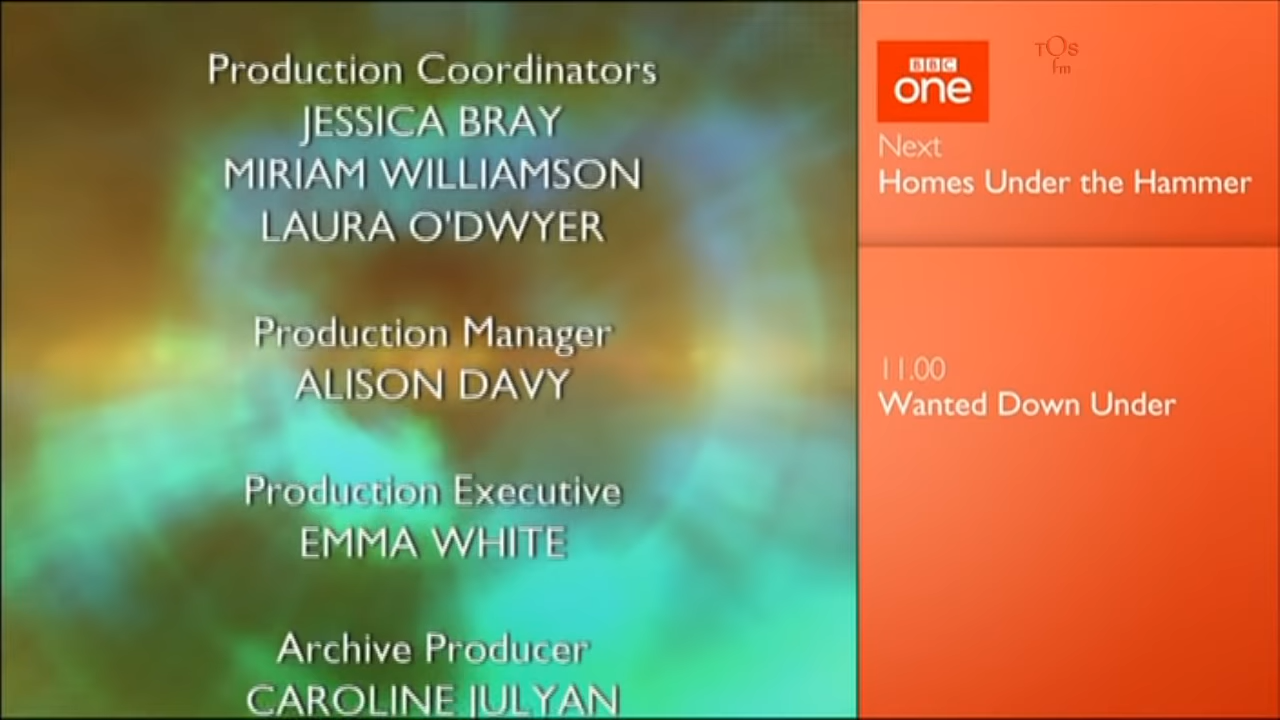 Production Coordinators
JESSICA BRAY
MIRIAM WILLIAMSON
LAURA O'DWYER
Production Manager
ALISON DAVY
Production Executive
EMMA WHITE
Archive Producer
CAROLINE JULYAN
BBC
one
TOS
fm
Next
Homes Under the Hammer
11.00
Wanted Down Under